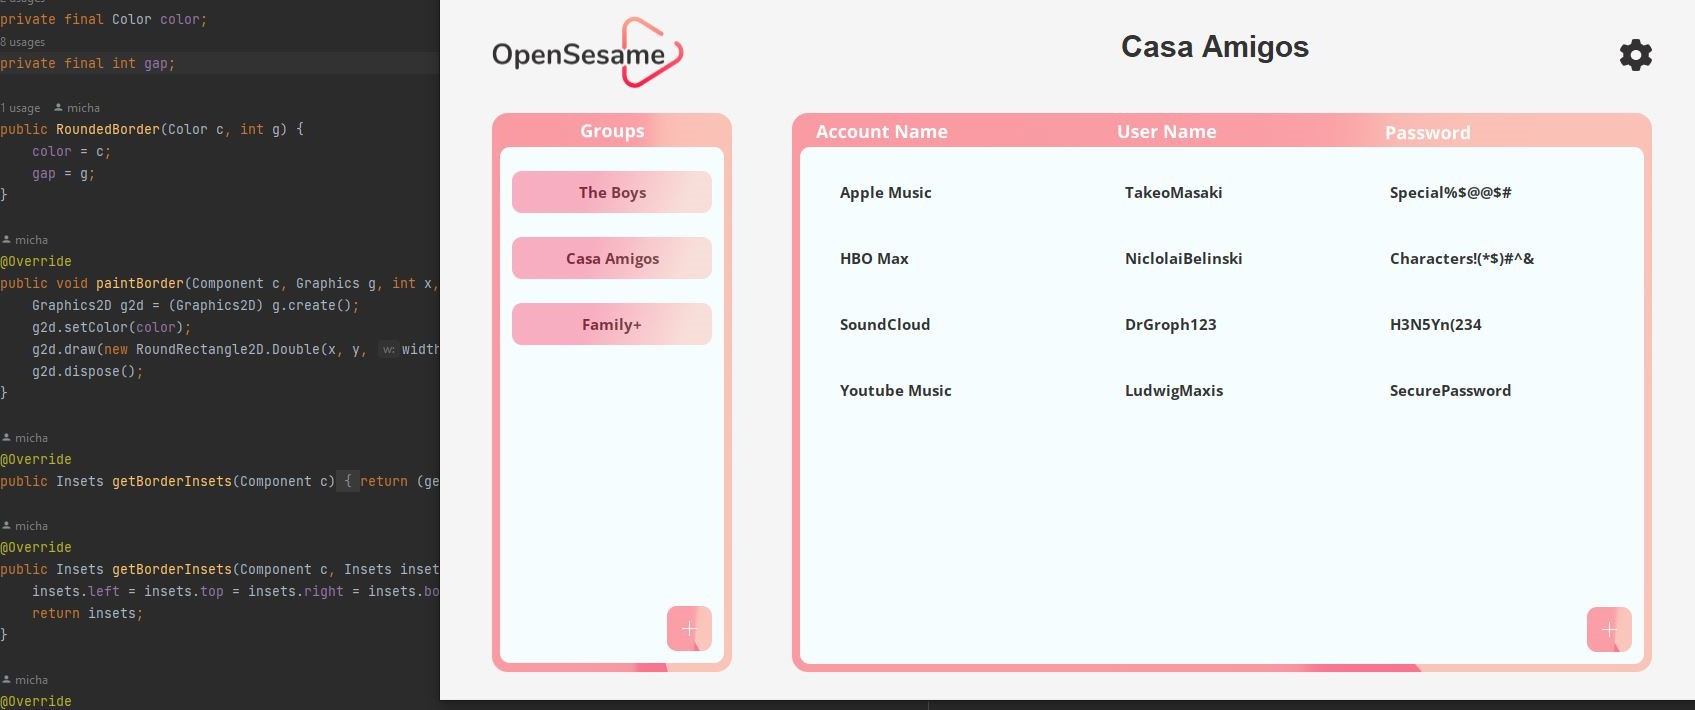 2 usages
private final Color color;
8 usages
private final int gap;
1 usage micha
public RoundedBorder(Color c, int g) {
color = c;
gap = g;
}
micha
@Override
public void paintBorder(Component c, Graphics g, int x,
Graphics2D g2d = (Graphics2D) g.create();
g2d.setColor(color);
g2d.draw(new RoundRectangle2D.Double(x, y, w: width
g2d.dispose();
}
micha
@Override
public Insets getBorderInsets(Component c) { return (ge
micha
@Override
public Insets getBorderInsets(Component c, Insets inset
insets.left = insets.top = insets.right = insets.bo
return insets;
}
micha
@Override
OpenSesame
Casa Amigos
Groups
The Boys
Casa Amigos
Family+
+
Account Name User Name Password
Apple Music TakeoMasaki Special%$@@$#
HBO Max NiclolaiBelinski Characters!(*$)#^&
SoundCloud DrGroph123 H3N5Yn(234
Youtube Music LudwigMaxis SecurePassword
+